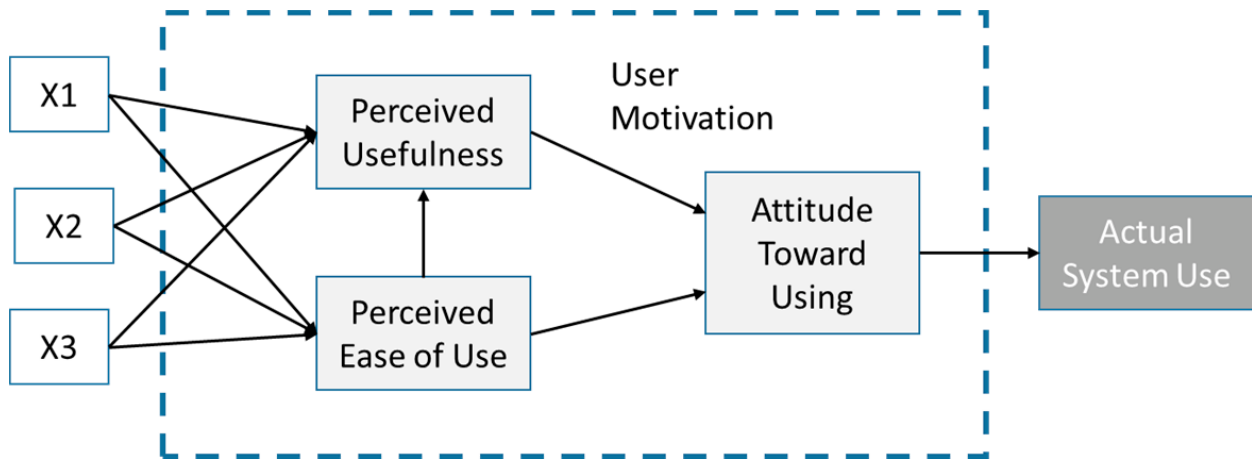 X1
X2
X3
Perceived
Usefulness
Perceived
Ease of Use
User
Motivation
Attitude
Toward
Using
Actual
System Use